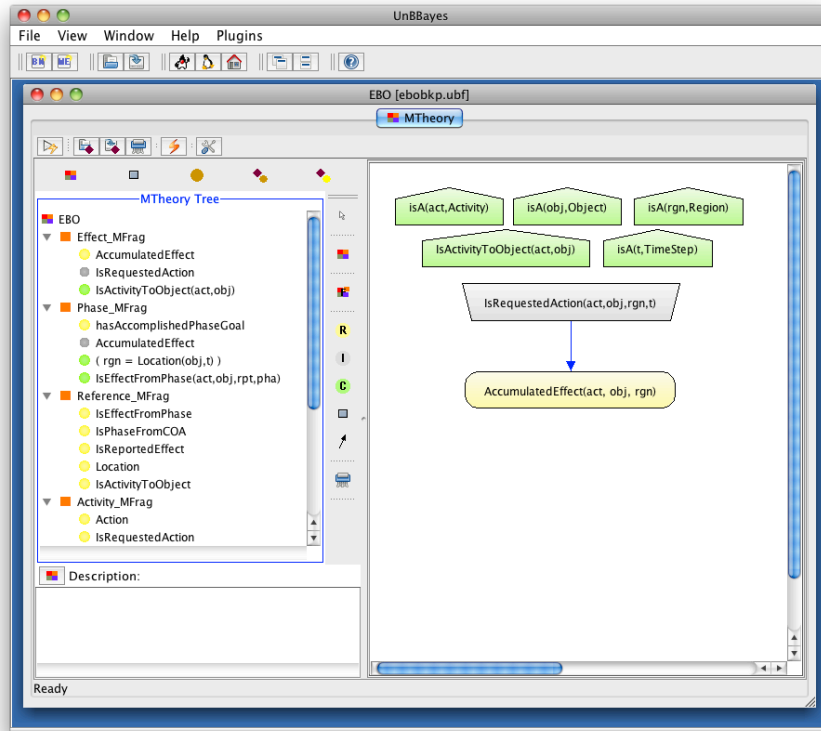 UnBBayes
File View Window Help Plugins
BN ME
EBO [ebobkp.ubf]
MTheory
MTheory Tree
EBO
Effect_MFrag
AccumulatedEffect
IsRequestedAction
IsActivityToObject(act,obj)
Phase_MFrag
hasAccomplishedPhaseGoal
AccumulatedEffect
( rgn = Location(obj,t) )
IsEffectFromPhase(act,obj,rpt,pha)
Reference_MFrag
IsEffectFromPhase
IsPhaseFromCOA
IsReportedEffect
Location
IsActivityToObject
Activity_MFrag
Action
IsRequestedAction
R
I
C
Description:
isA(act,Activity) isA(obj,Object) isA(rgn,Region)
IsActivityToObject(act,obj) isA(t,TimeStep)
IsRequestedAction(act,obj,rgn,t)
AccumulatedEffect(act, obj, rgn)
Ready